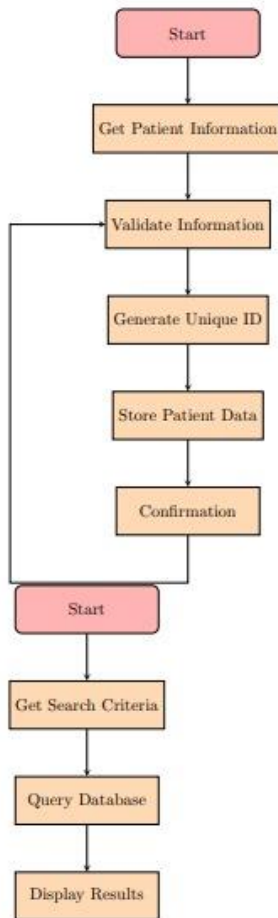 Start
Get Patient Information
Validate Information
Generate Unique ID
Store Patient Data
Confirmation
Start
Get Search Criteria
Query Database
Display Results